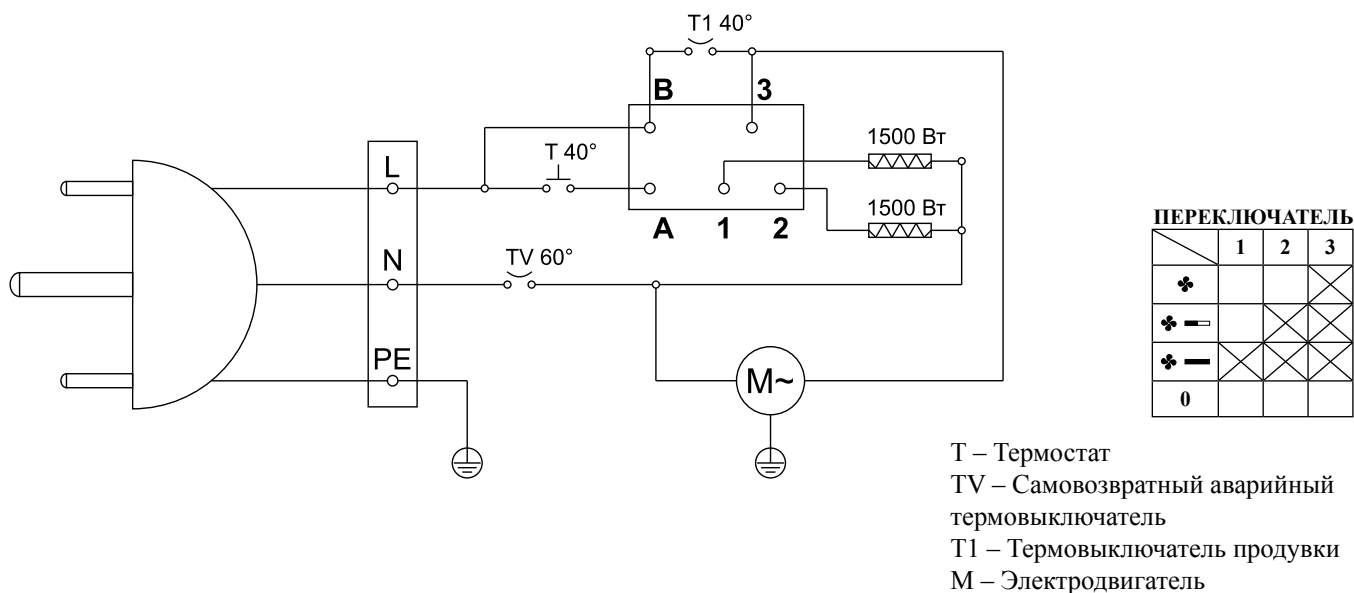 T1 40°
B 3
1500 Вт
L
T 40°
1500 Вт
A 1 2
N
TV 60°
PE
M~
ПЕРЕКЛЮЧАТЕЛЬ
1 2 3
0
Т – Термостат
TV – Самовозвратный аварийный
термовыключатель
Т1 – Термовыключатель продувки
М – Электродвигатель